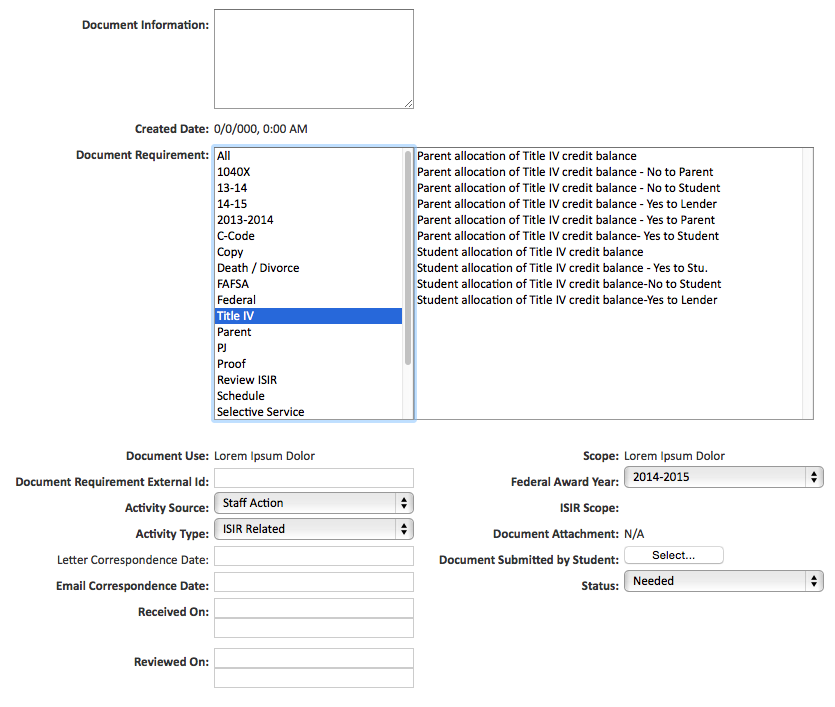 Document Information:
Created Date: 0/0/000, 0:00 AM
Document Requirement:
All
1040X
13-14
14-15
2013-2014
C-Code
Copy
Death / Divorce
FAFSA
Federal
Title IV
Parent
PJ
Proof
Review ISIR
Schedule
Selective Service
Parent allocation of Title IV credit balance
Parent allocation of Title IV credit balance - No to Parent
Parent allocation of Title IV credit balance - No to Student
Parent allocation of Title IV credit balance - Yes to Lender
Parent allocation of Title IV credit balance - Yes to Parent
Parent allocation of Title IV credit balance- Yes to Student
Student allocation of Title IV credit balance
Student allocation of Title IV credit balance - Yes to Stu.
Student allocation of Title IV credit balance-No to Student
Student allocation of Title IV credit balance-Yes to Lender
Document Use: Lorem Ipsum Dolor
Document Requirement External Id:
Activity Source: Staff Action
Activity Type: ISIR Related
Letter Correspondence Date:
Email Correspondence Date:
Received On:
Reviewed On:
Scope: Lorem Ipsum Dolor
Federal Award Year: 2014-2015
ISIR Scope:
Document Attachment: N/A
Document Submitted by Student: Select...
Status: Needed